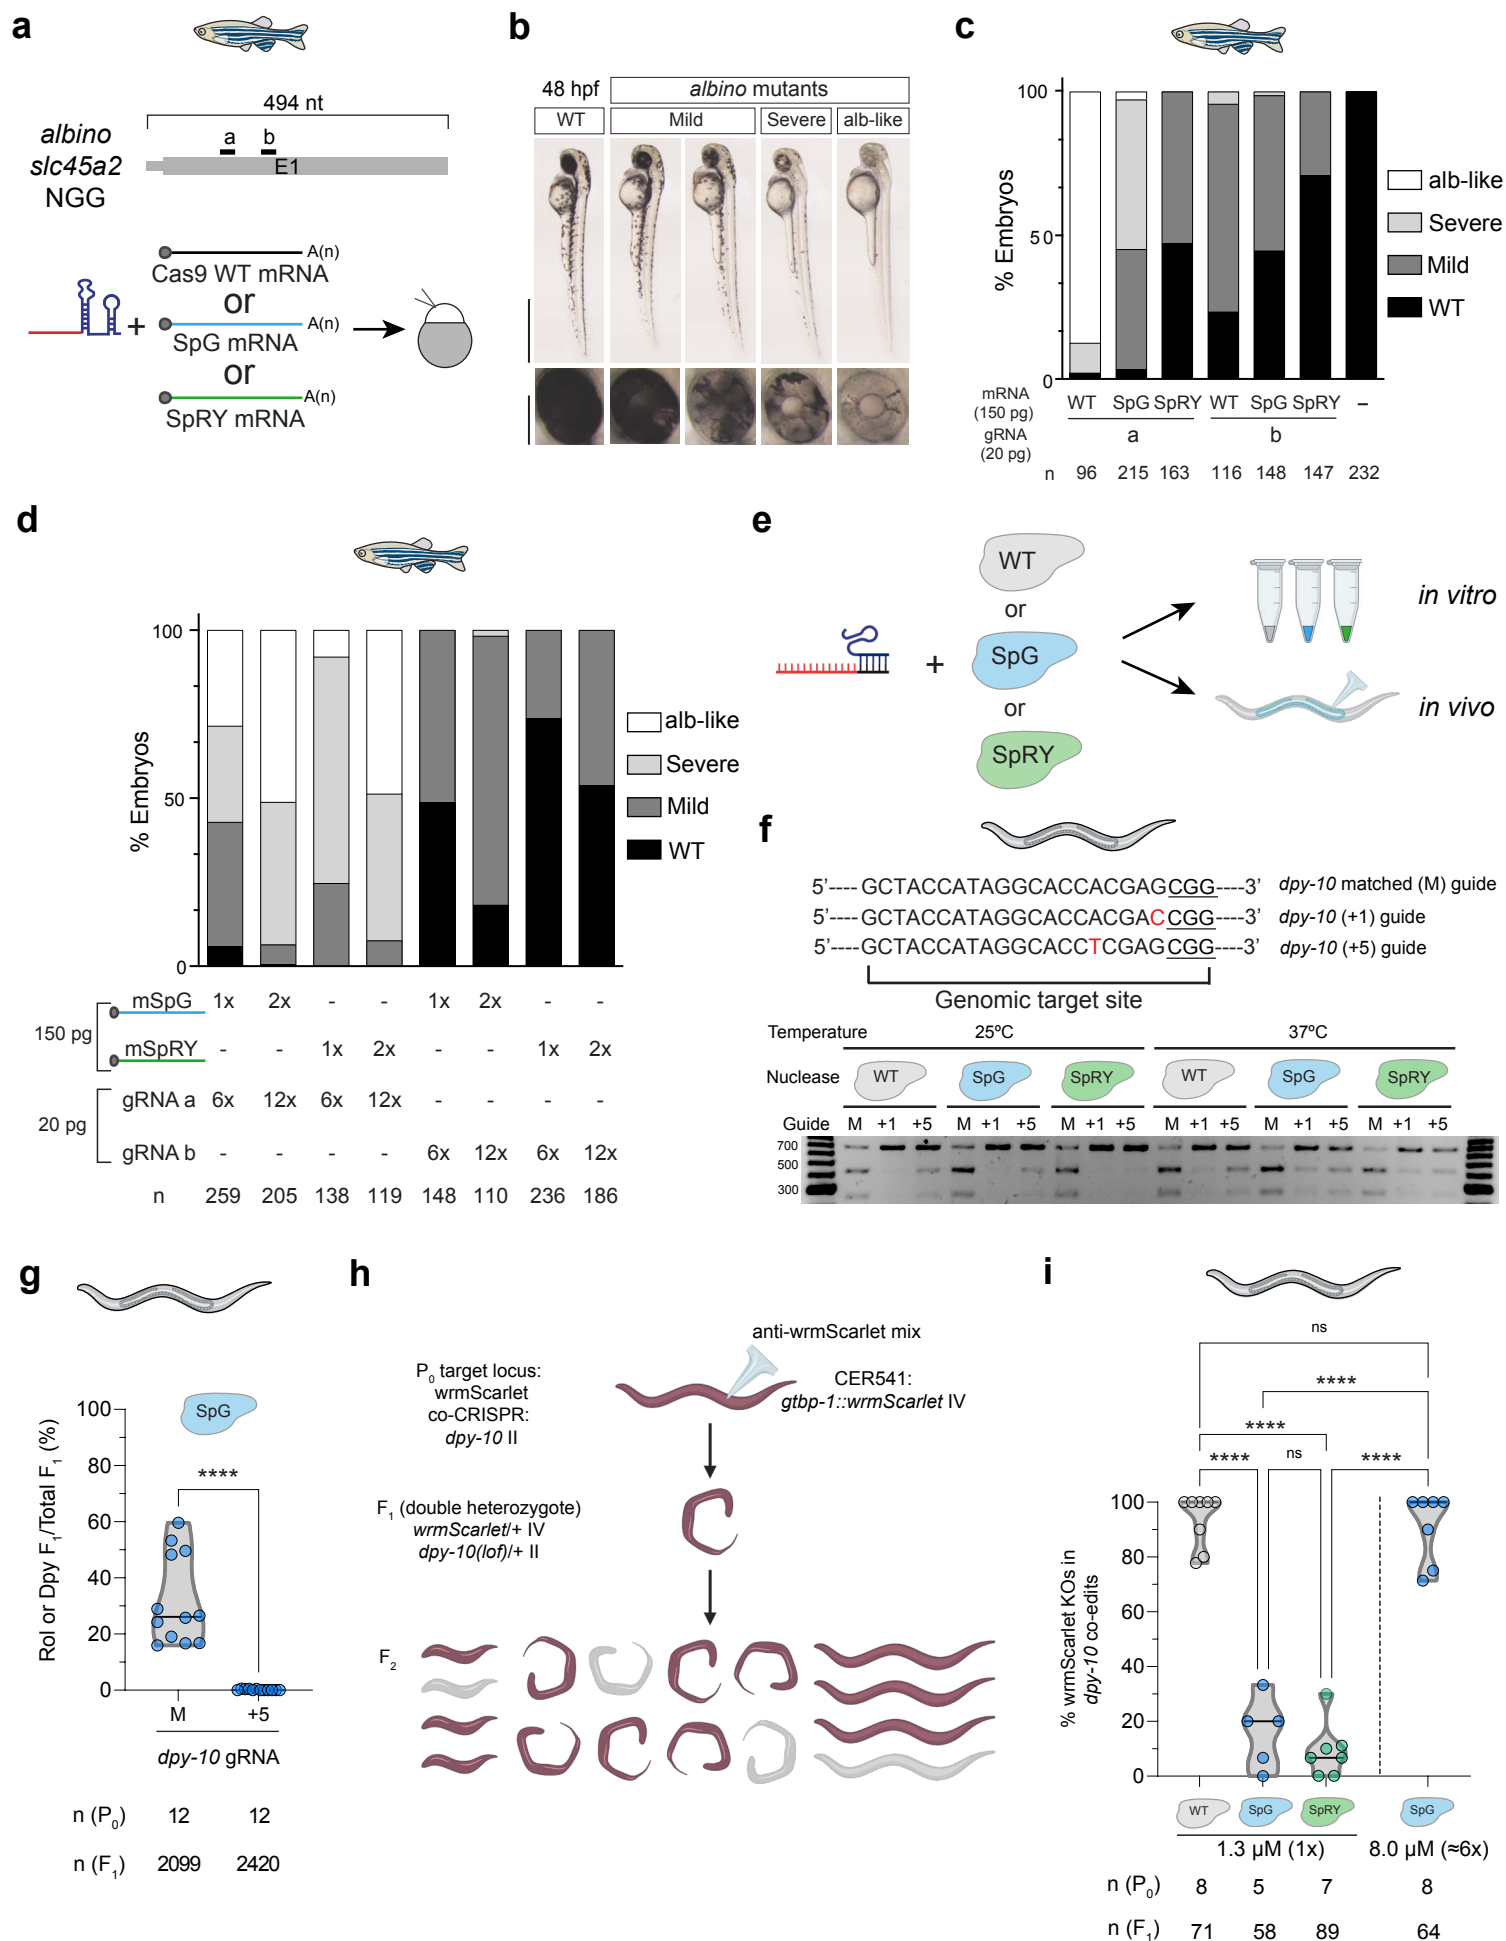 a
494 nt
albino
slc45a2
NGG
a
b
E1
A(n)
Cas9 WT mRNA
or
A(n)
SpG mRNA
or
A(n)
SpRY mRNA
+
b
48 hpf
albino mutants
WT
Mild
Severe
alb-like
c
% Embryos
100
50
0
alb-like
Severe
Mild
WT
mRNA
(150 pg)
WT SpG SpRY WT SpG SpRY –
gRNA
(20 pg)
a b
n 96 215 163 116 148 147 232
d
% Embryos
100
50
0
alb-like
Severe
Mild
WT
150 pg
mSpG 1x 2x - - 1x 2x - -
mSpRY - - 1x 2x - - 1x 2x
20 pg
gRNA a 6x 12x 6x 12x - - - -
gRNA b - - - - 6x 12x 6x 12x
n 259 205 138 119 148 110 236 186
e
+
WT
or
SpG
or
SpRY
in vitro
in vivo
f
5’---- GCTACCATAGGCACCACGAGCGG----3’ dpy-10 matched (M) guide
5’---- GCTACCATAGGCACCACGACCGG----3’ dpy-10 (+1) guide
5’---- GCTACCATAGGCACCTCGAGCGG----3’ dpy-10 (+5) guide
Genomic target site
Temperature 25ºC 37ºC
Nuclease WT SpG SpRY WT SpG SpRY
Guide M +1 +5 M +1 +5 M +1 +5 M +1 +5 M +1 +5 M +1 +5
700
500
300
g
SpG
Rol or Dpy F1/Total F1 (%)
100
80
60
40
20
0
****
M +5
dpy-10 gRNA
n (P0) 12 12
n (F1) 2099 2420
h
anti-wrmScarlet mix
P0 target locus:
wrmScarlet
co-CRISPR:
dpy-10 II
CER541:
gtbp-1::wrmScarlet IV
F1 (double heterozygote)
wrmScarlet/+ IV
dpy-10(lof)/+ II
F2
i
ns
****
****
**** ns ****
% wrmScarlet KOs in
dpy-10 co-edits
100
80
60
40
20
0
WT SpG SpRY SpG
1.3 µM (1x) 8.0 µM (≈6x)
n (P0) 8 5 7 8
n (F1) 71 58 89 64